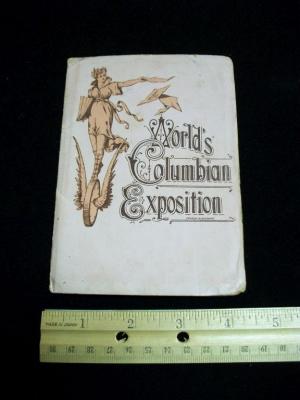 World's
Columbian
Exposition
MADE IN JAPAN
1 2 3 4 5